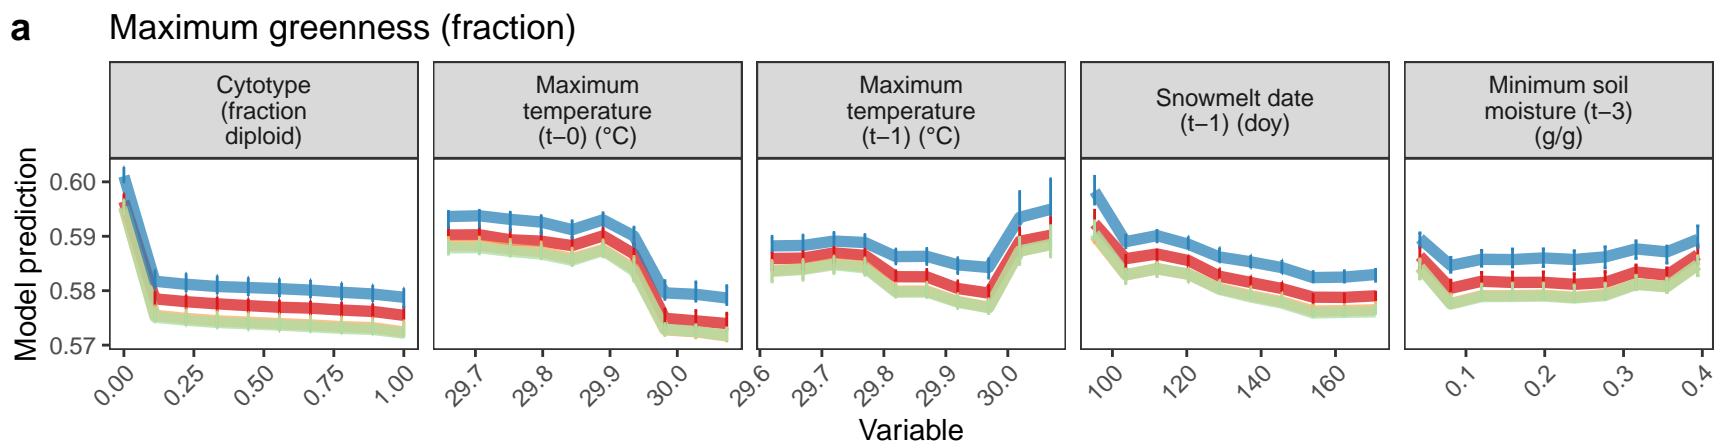 a Maximum greenness (fraction)
Cytotype
(fraction
diploid)
Maximum
temperature
(t−0) (°C)
Maximum
temperature
(t−1) (°C)
Snowmelt date
(t−1) (doy)
Minimum soil
moisture (t−3)
(g/g)
Model prediction
0.60
0.59
0.58
0.57
0.00 0.25 0.50 0.75 1.00
29.7 29.8 29.9 30.0
29.6 29.7 29.8 29.9 30.0
100 120 140 160
0.1 0.2 0.3 0.4
Variable